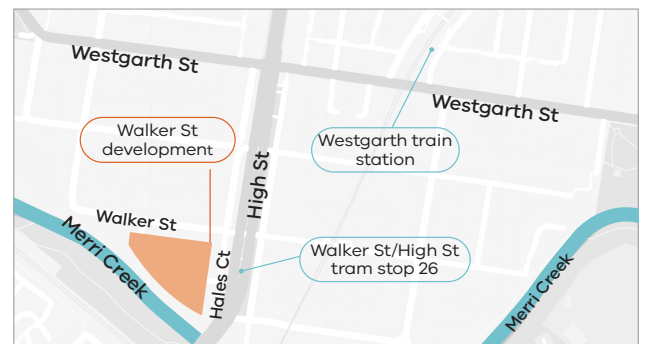 Westgarth St
Westgarth St
Walker St
development
Westgarth train
station
High St
Walker St
Merri Creek
Hales Ct
Walker St/High St
tram stop 26
Merri Creek